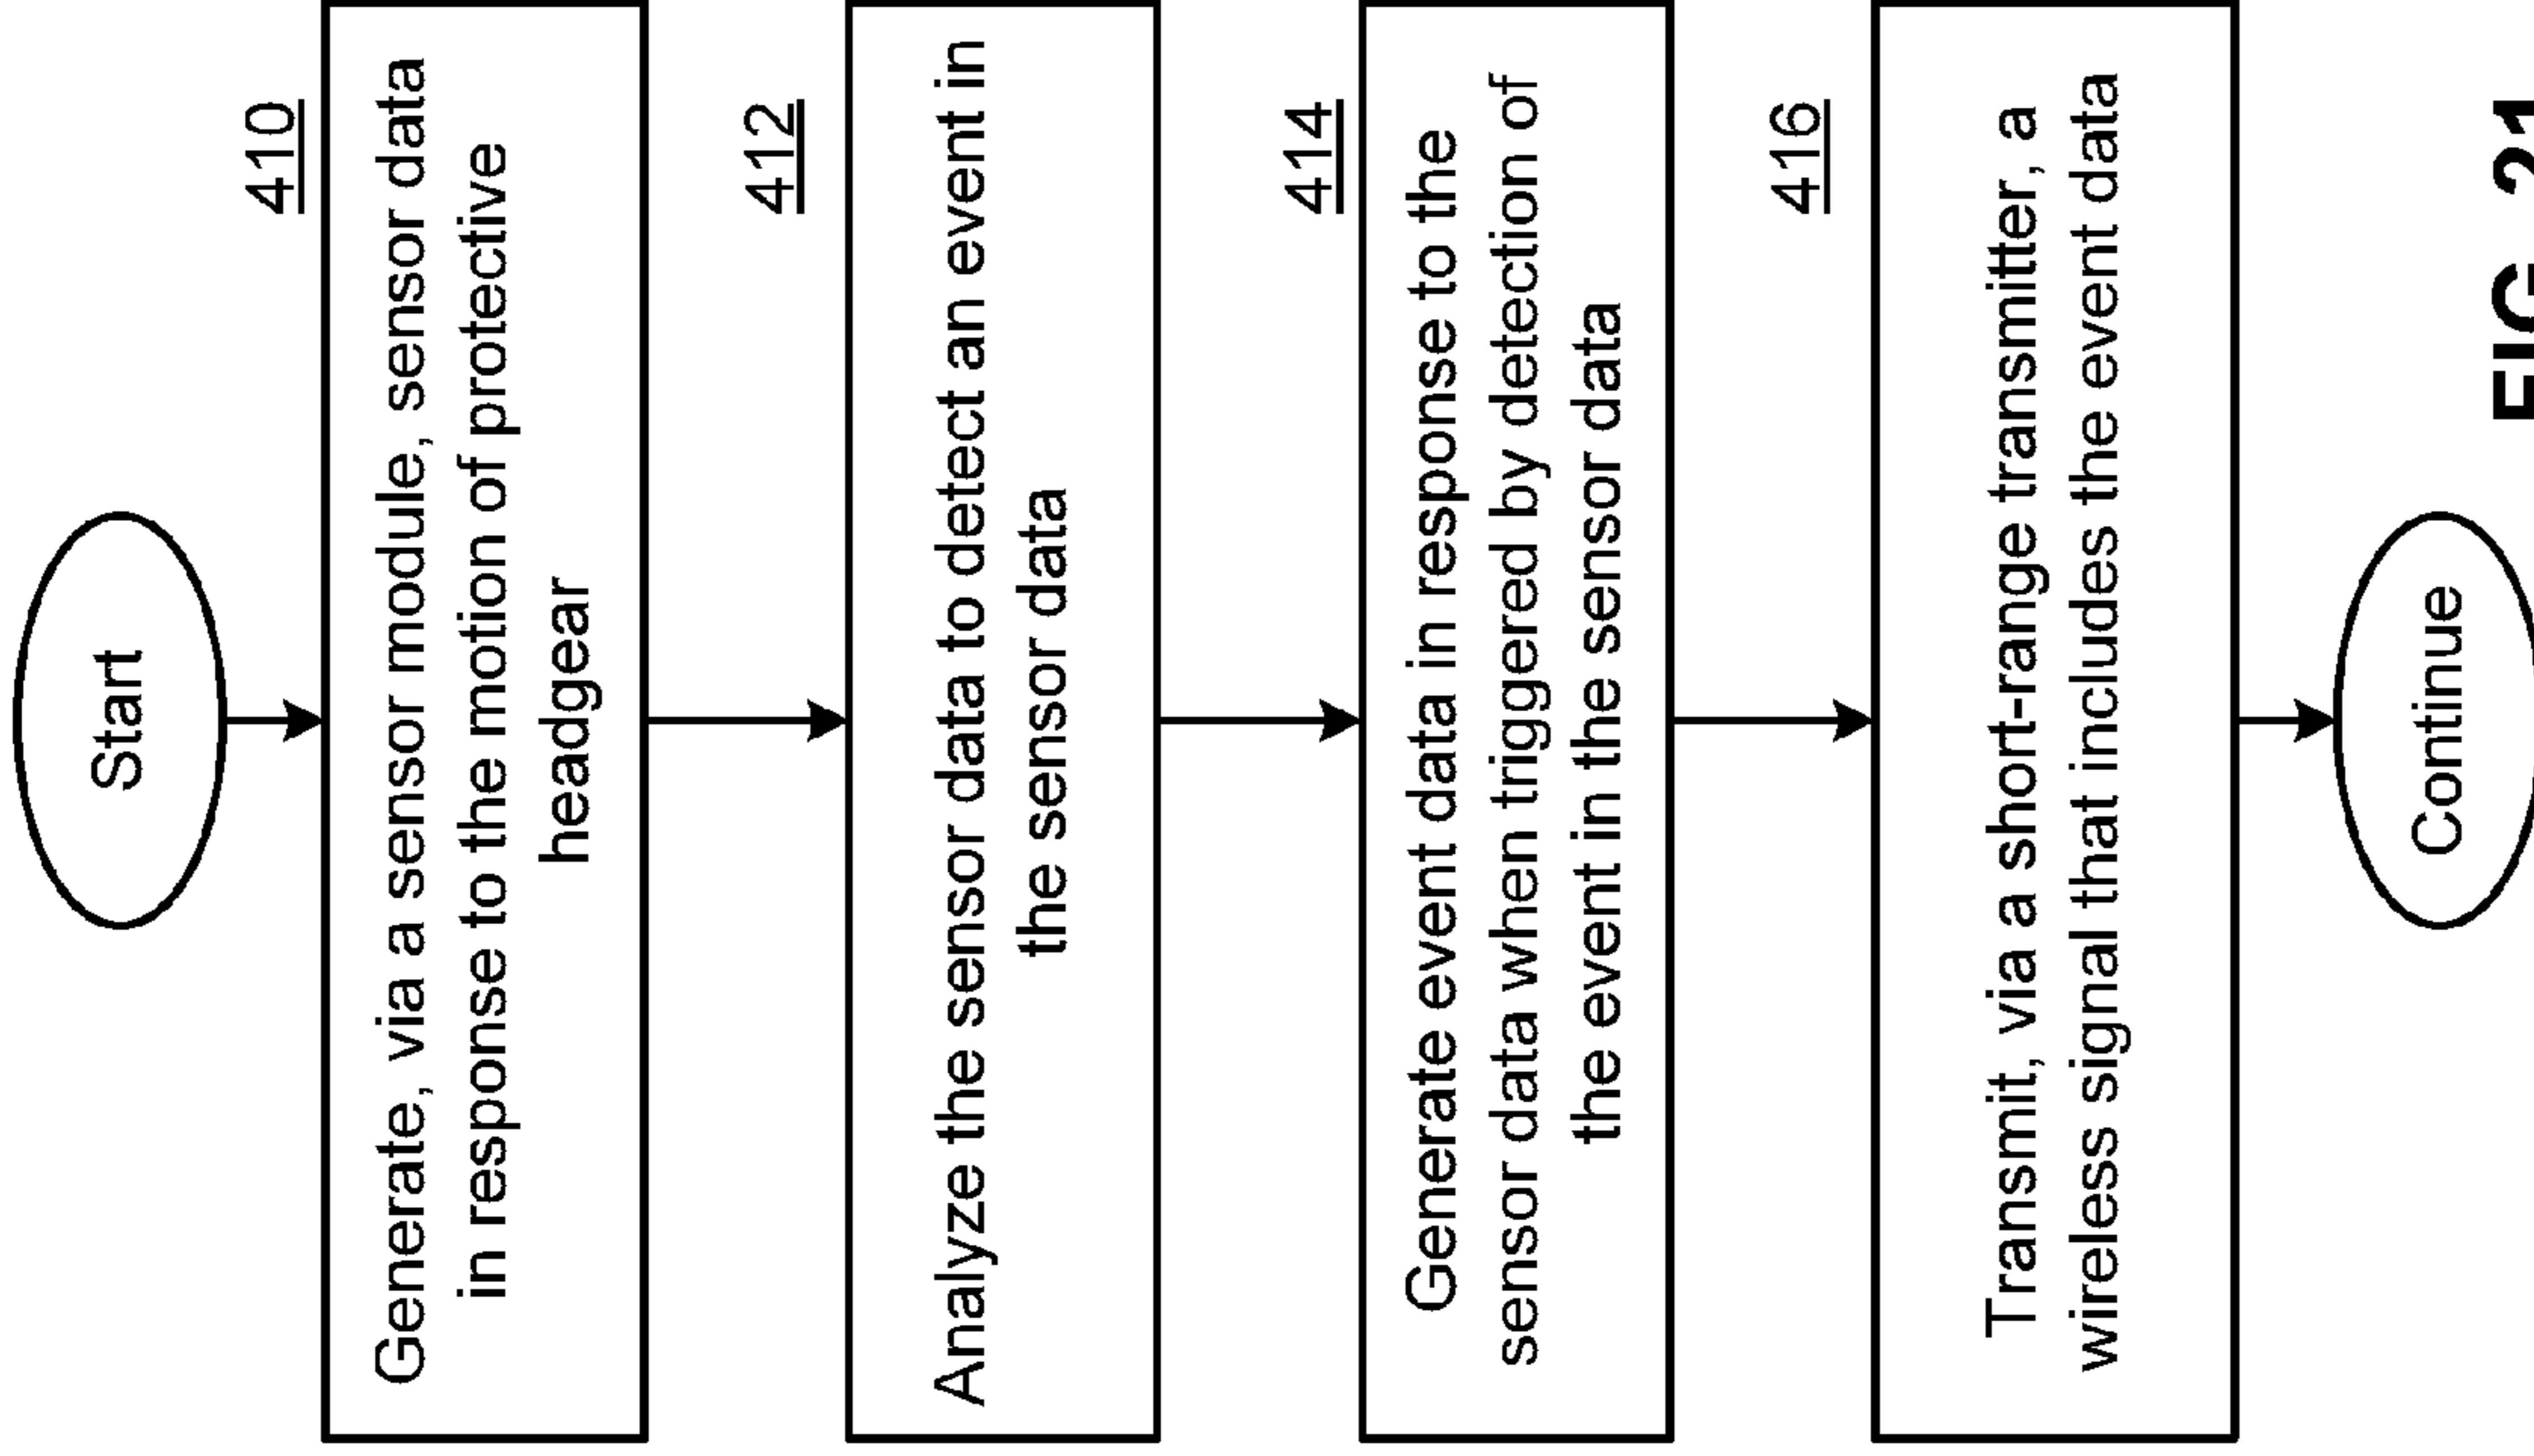 Start
410
Generate, via a sensor module, sensor data
in response to the motion of protective
headgear
412
Analyze the sensor data to detect an event in
the sensor data
414
Generate event data in response to the
sensor data when triggered by detection of
the event in the sensor data
416
Transmit, via a short-range transmitter, a
wireless signal that includes the event data
Continue
FIG. 21